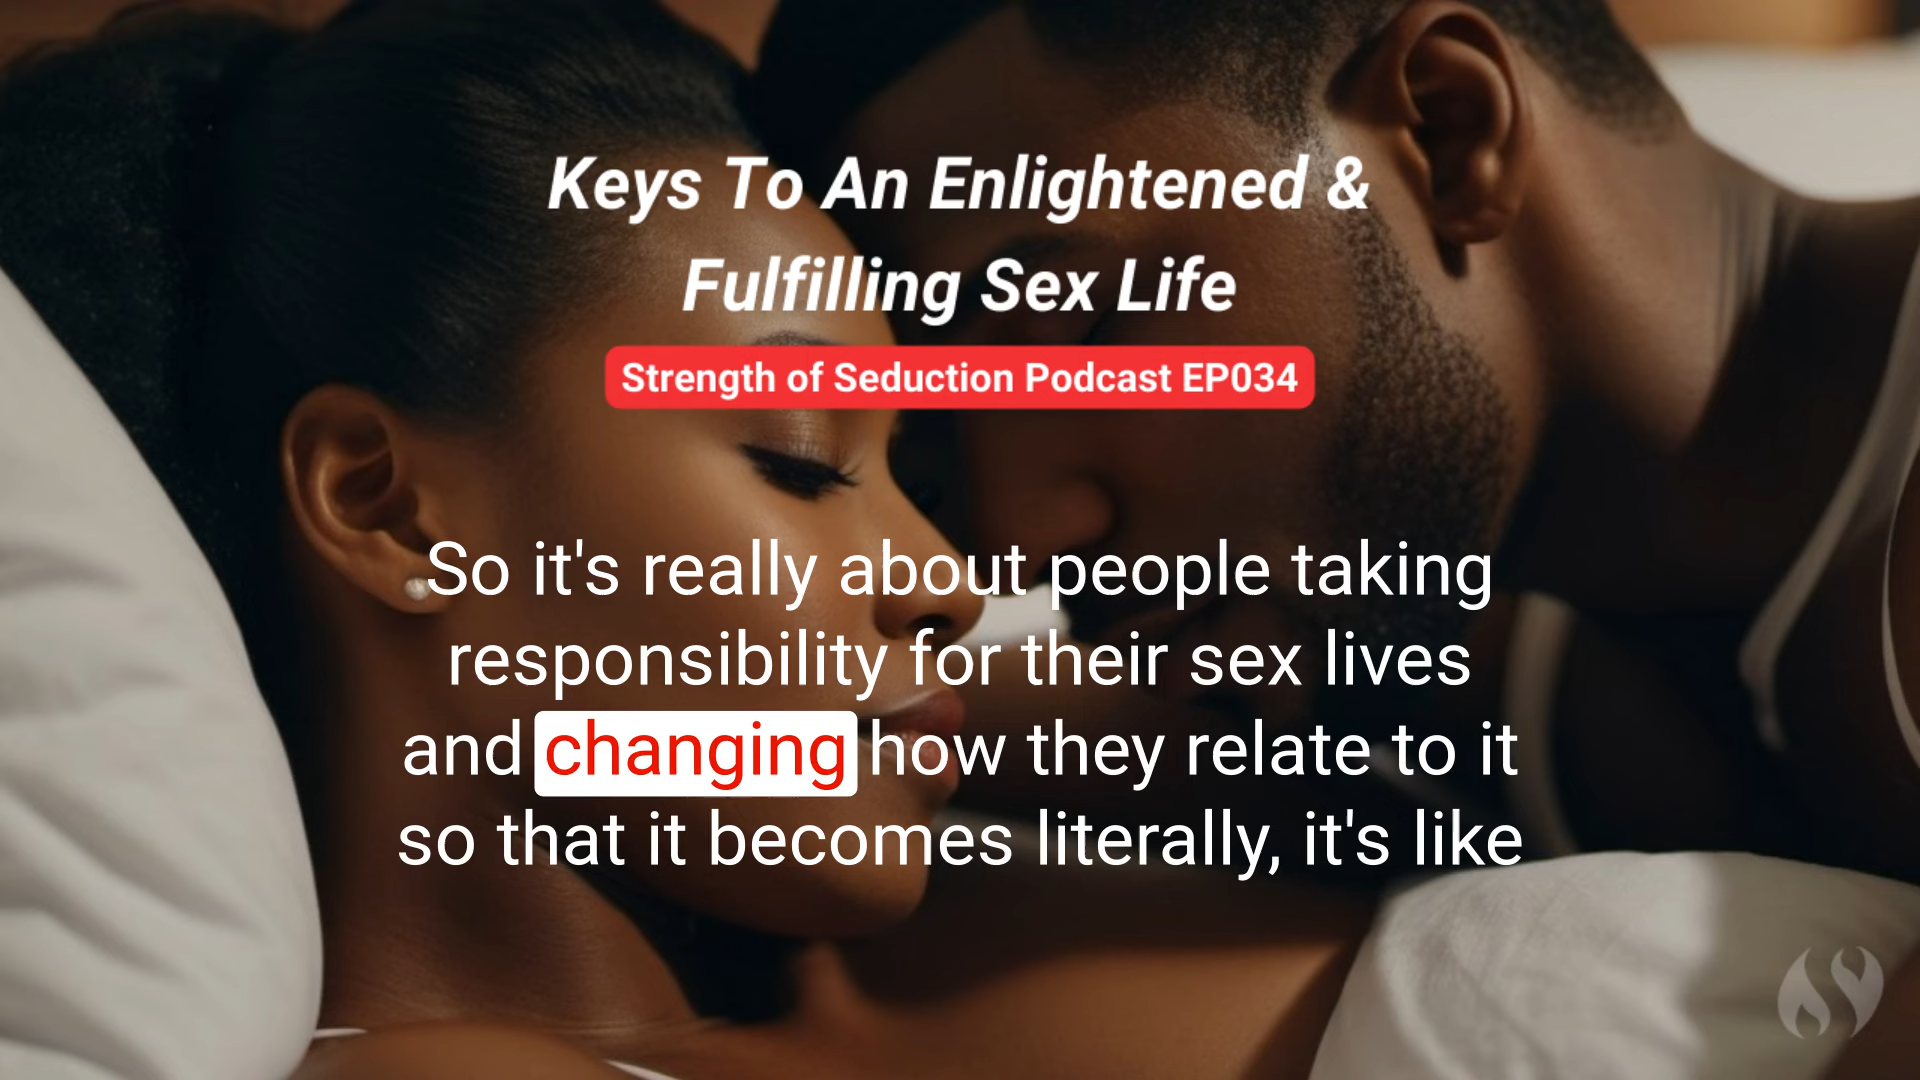 Keys To An Enlightened &
Fulfilling Sex Life
Strength of Seduction Podcast EP034
So it's really about people taking
responsibility for their sex lives
and changing how they relate to it
so that it becomes literally, it's like